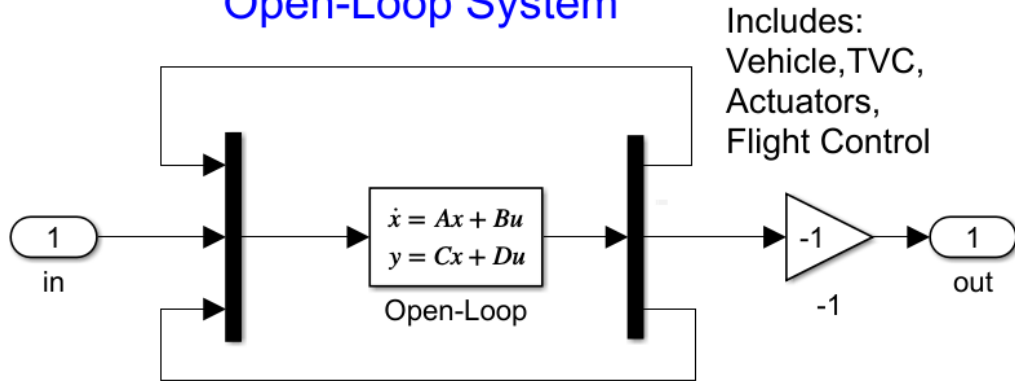 Open-Loop System
Includes:
Vehicle,TVC,
Actuators,
Flight Control
1
in
ẋ = Ax + Bu
y = Cx + Du
Open-Loop
-1
-1
1
out